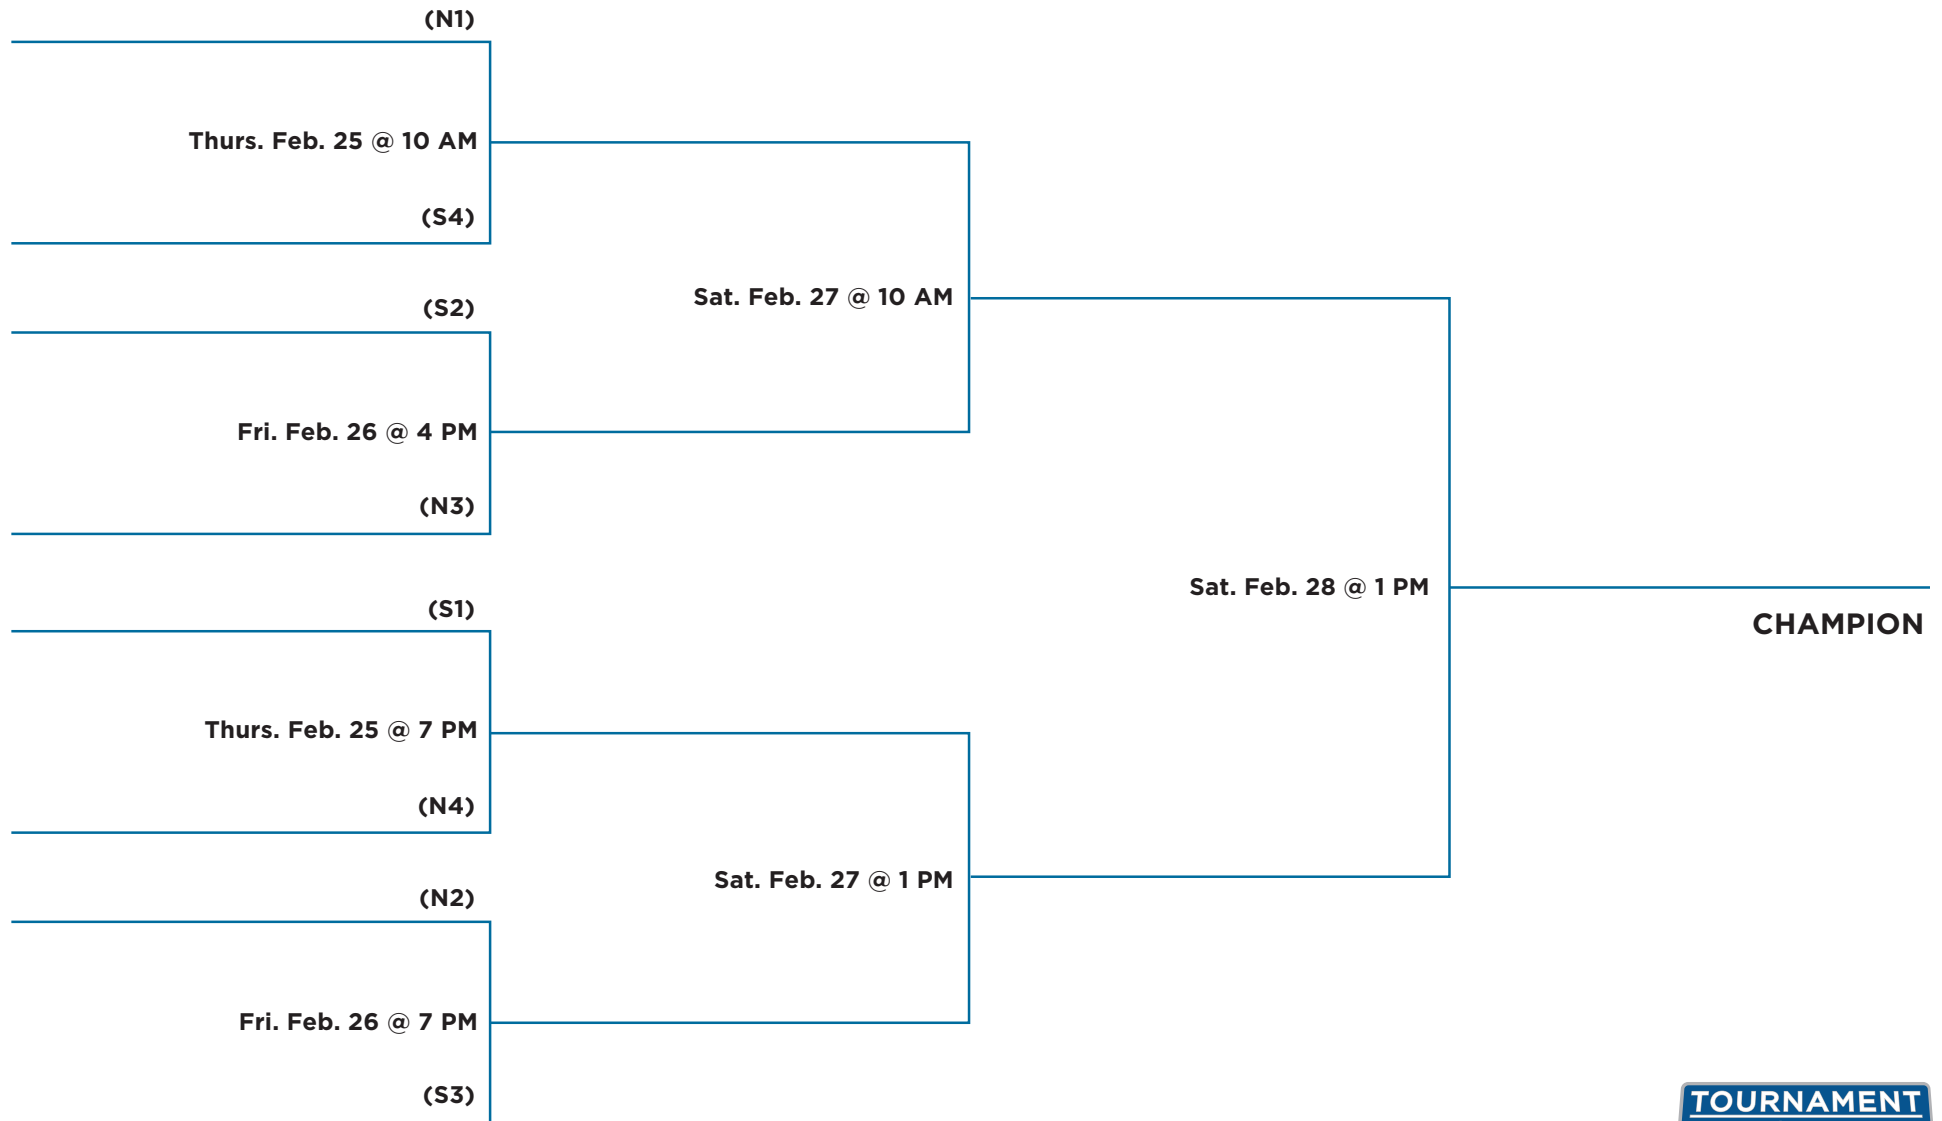 (N1)
Thurs. Feb. 25 @ 10 AM
(S4)
(S2)
Sat. Feb. 27 @ 10 AM
Fri. Feb. 26 @ 4 PM
(N3)
Sat. Feb. 28 @ 1 PM
(S1)
CHAMPION
Thurs. Feb. 25 @ 7 PM
(N4)
Sat. Feb. 27 @ 1 PM
(N2)
Fri. Feb. 26 @ 7 PM
(S3)
TOURNAMENT